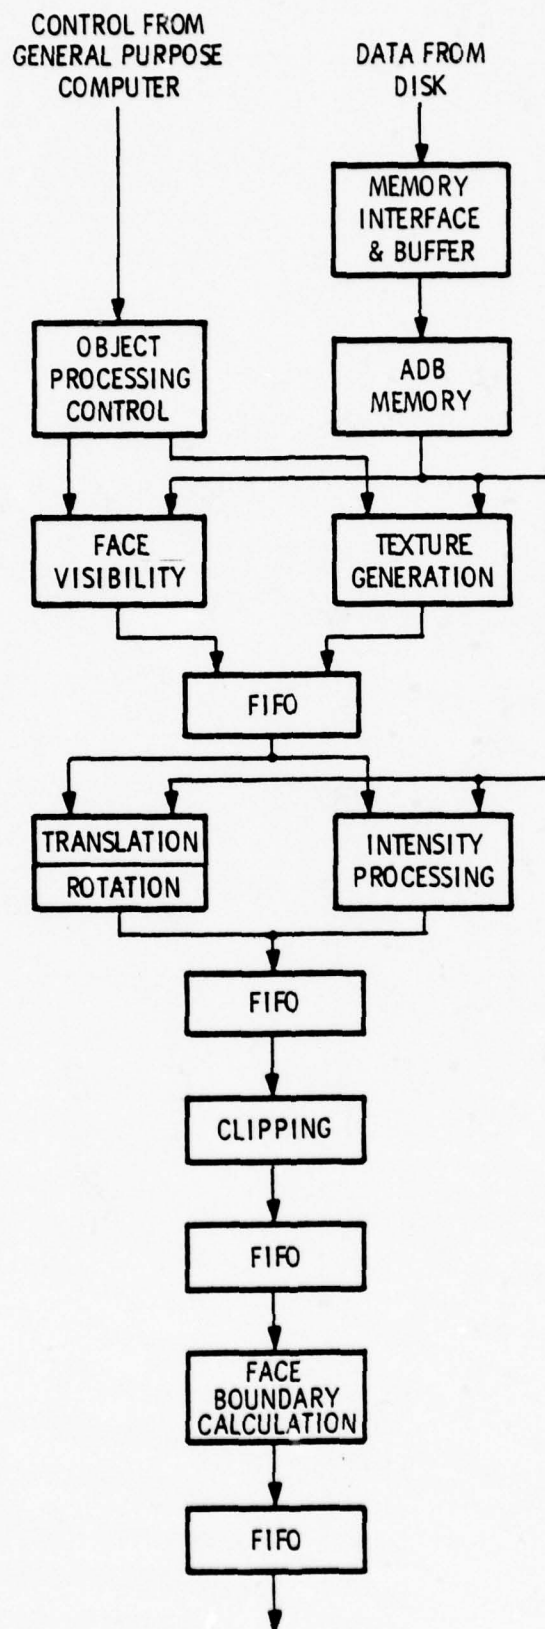 CONTROL FROM
GENERAL PURPOSE
COMPUTER
DATA FROM
DISK
MEMORY
INTERFACE
& BUFFER
OBJECT
PROCESSING
CONTROL
ADB
MEMORY
FACE
VISIBILITY
TEXTURE
GENERATION
FIFO
TRANSLATION
ROTATION
INTENSITY
PROCESSING
FIFO
CLIPPING
FIFO
FACE
BOUNDARY
CALCULATION
FIFO